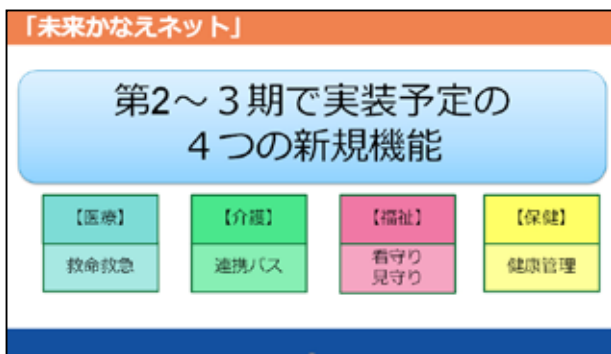 「未来かなえネット」
第2～３期で実装予定の
４つの新規機能
【医療】
救命救急
【介護】
連携パス
【福祉】
看守り
見守り
【保健】
健康管理